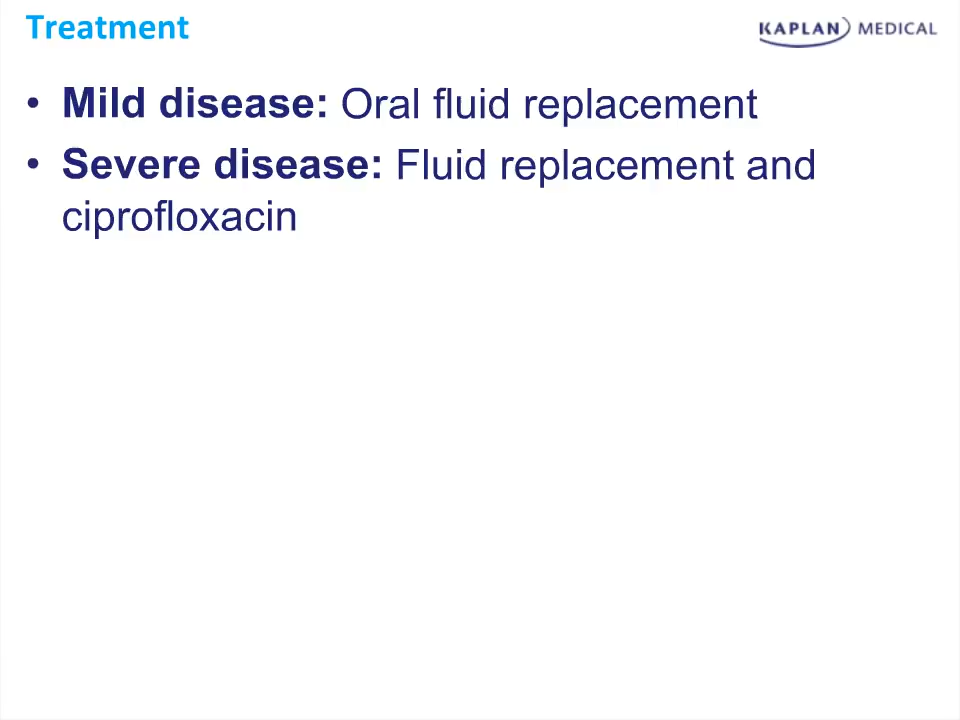 Treatment
KAPLAN MEDICAL
• Mild disease: Oral fluid replacement
• Severe disease: Fluid replacement and
ciprofloxacin